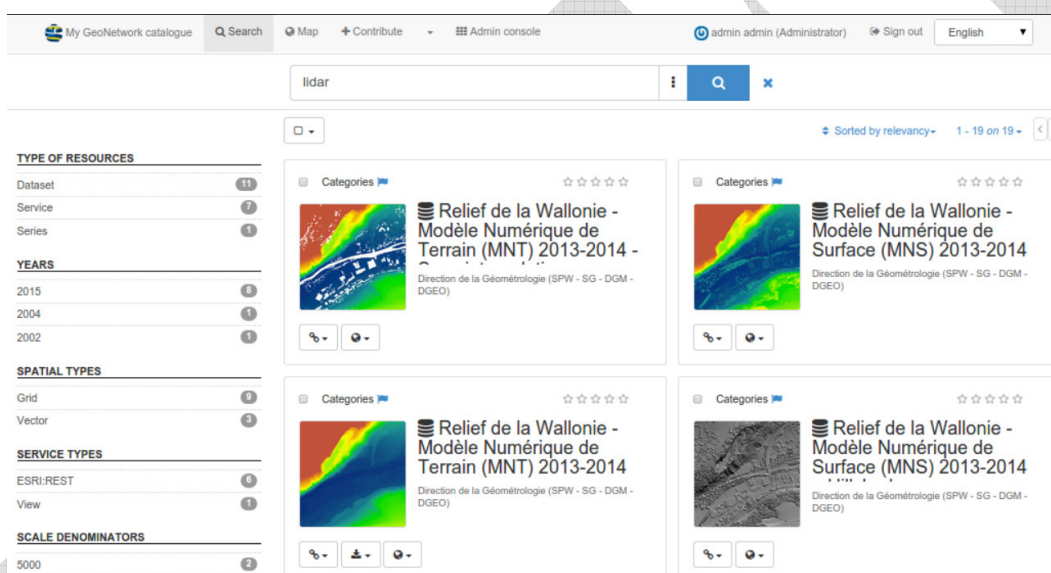 My GeoNetwork catalogue Search Map Contribute Admin console admin admin (Administrator) Sign out English
lidar
Sorted by relevancy 1 - 19 on 19
TYPE OF RESOURCES
Dataset 11
Service 7
Series 1
YEARS
2015 8
2004 1
2002 1
SPATIAL TYPES
Grid 9
Vector 3
SERVICE TYPES
ESRI:REST 6
View 1
SCALE DENOMINATORS
5000 2
Categories
Relief de la Wallonie -
Modèle Numérique de
Terrain (MNT) 2013-2014 -
Direction de la Géométrologie (SPW - SG - DGM -
DGEO)
Categories
Relief de la Wallonie -
Modèle Numérique de
Surface (MNS) 2013-2014
Direction de la Géométrologie (SPW - SG - DGM -
DGEO)
Categories
Relief de la Wallonie -
Modèle Numérique de
Terrain (MNT) 2013-2014
Direction de la Géométrologie (SPW - SG - DGM -
DGEO)
Categories
Relief de la Wallonie -
Modèle Numérique de
Surface (MNS) 2013-2014
Direction de la Géométrologie (SPW - SG - DGM -
DGEO)